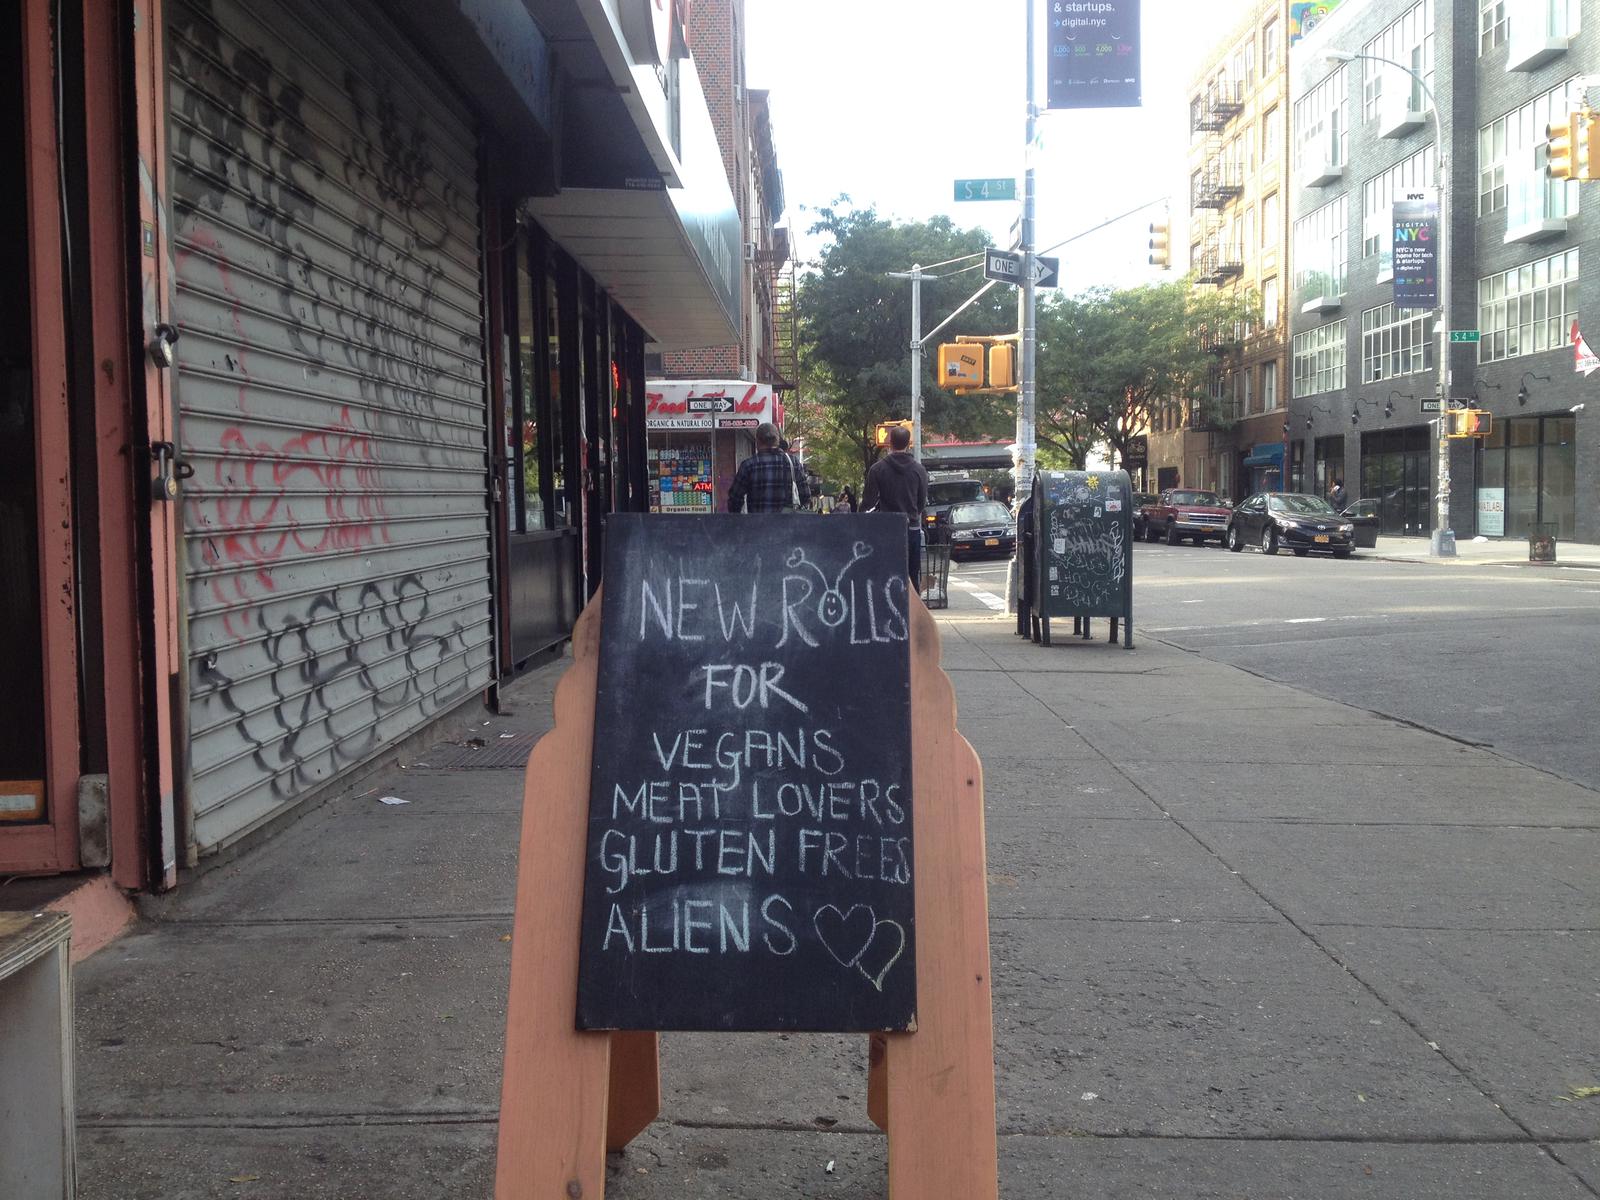 & startups.
digital.nyc
S 4 ST
ONE WAY
NYC
DIGITAL
NYC
NYC's new
home for tech
& startups.
digital.nyc
S 4 ST
ONE WAY
Food
ONE WAY
ORGANIC & NATURAL FOO
ATM
Organic Food
AVAILABL
NEW ROLLS
FOR
VEGANS
MEAT LOVERS
GLUTEN FREES
ALIENS